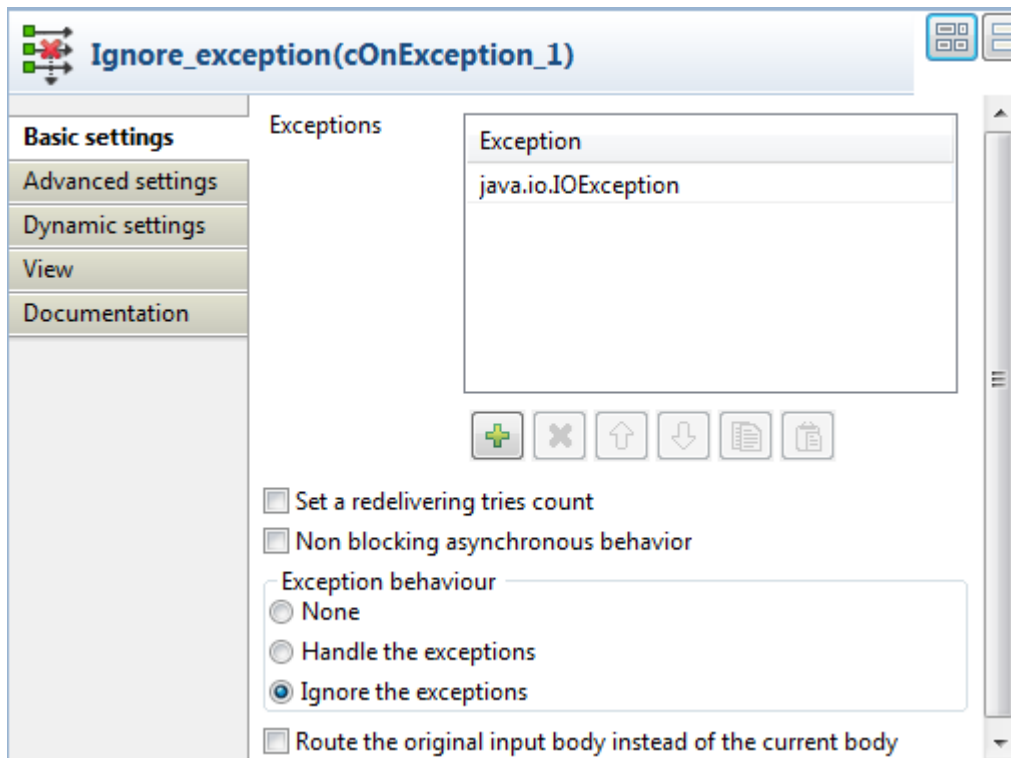 Ignore_exception(cOnException_1)
Basic settings
Advanced settings
Dynamic settings
View
Documentation
Exceptions
Exception
java.io.IOException
Set a redelivering tries count
Non blocking asynchronous behavior
Exception behaviour
None
Handle the exceptions
Ignore the exceptions
Route the original input body instead of the current body